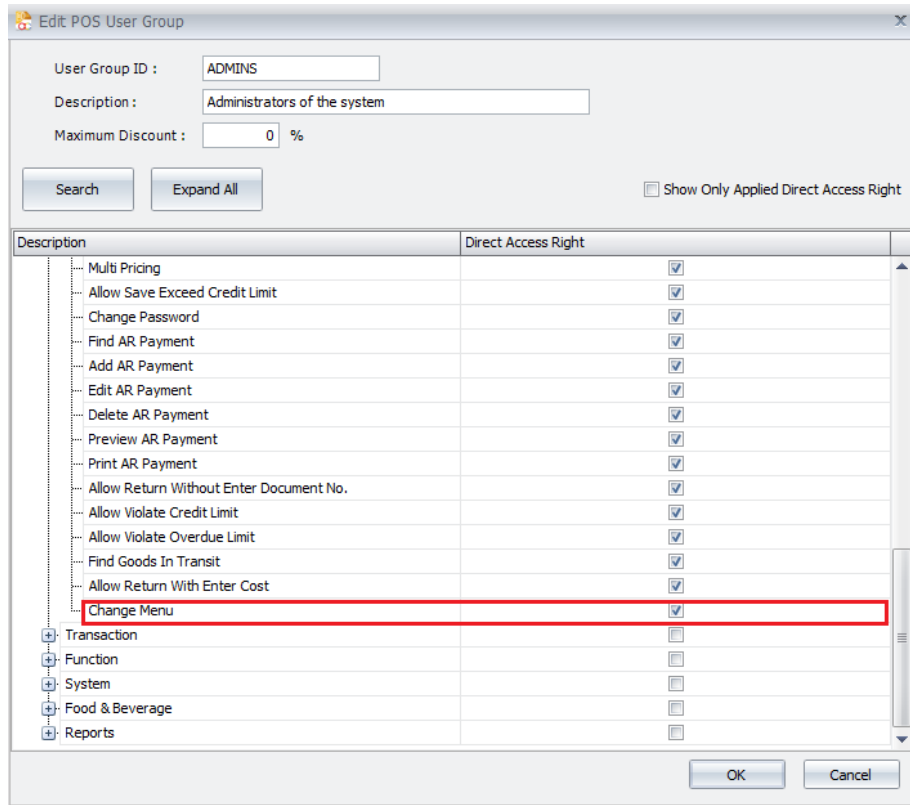 Edit POS User Group
User Group ID : ADMINS
Description : Administrators of the system
Maximum Discount : 0 %
Search Expand All Show Only Applied Direct Access Right
Description Direct Access Right
Multi Pricing
Allow Save Exceed Credit Limit
Change Password
Find AR Payment
Add AR Payment
Edit AR Payment
Delete AR Payment
Preview AR Payment
Print AR Payment
Allow Return Without Enter Document No.
Allow Violate Credit Limit
Allow Violate Overdue Limit
Find Goods In Transit
Allow Return With Enter Cost
Change Menu
Transaction
Function
System
Food & Beverage
Reports
OK Cancel